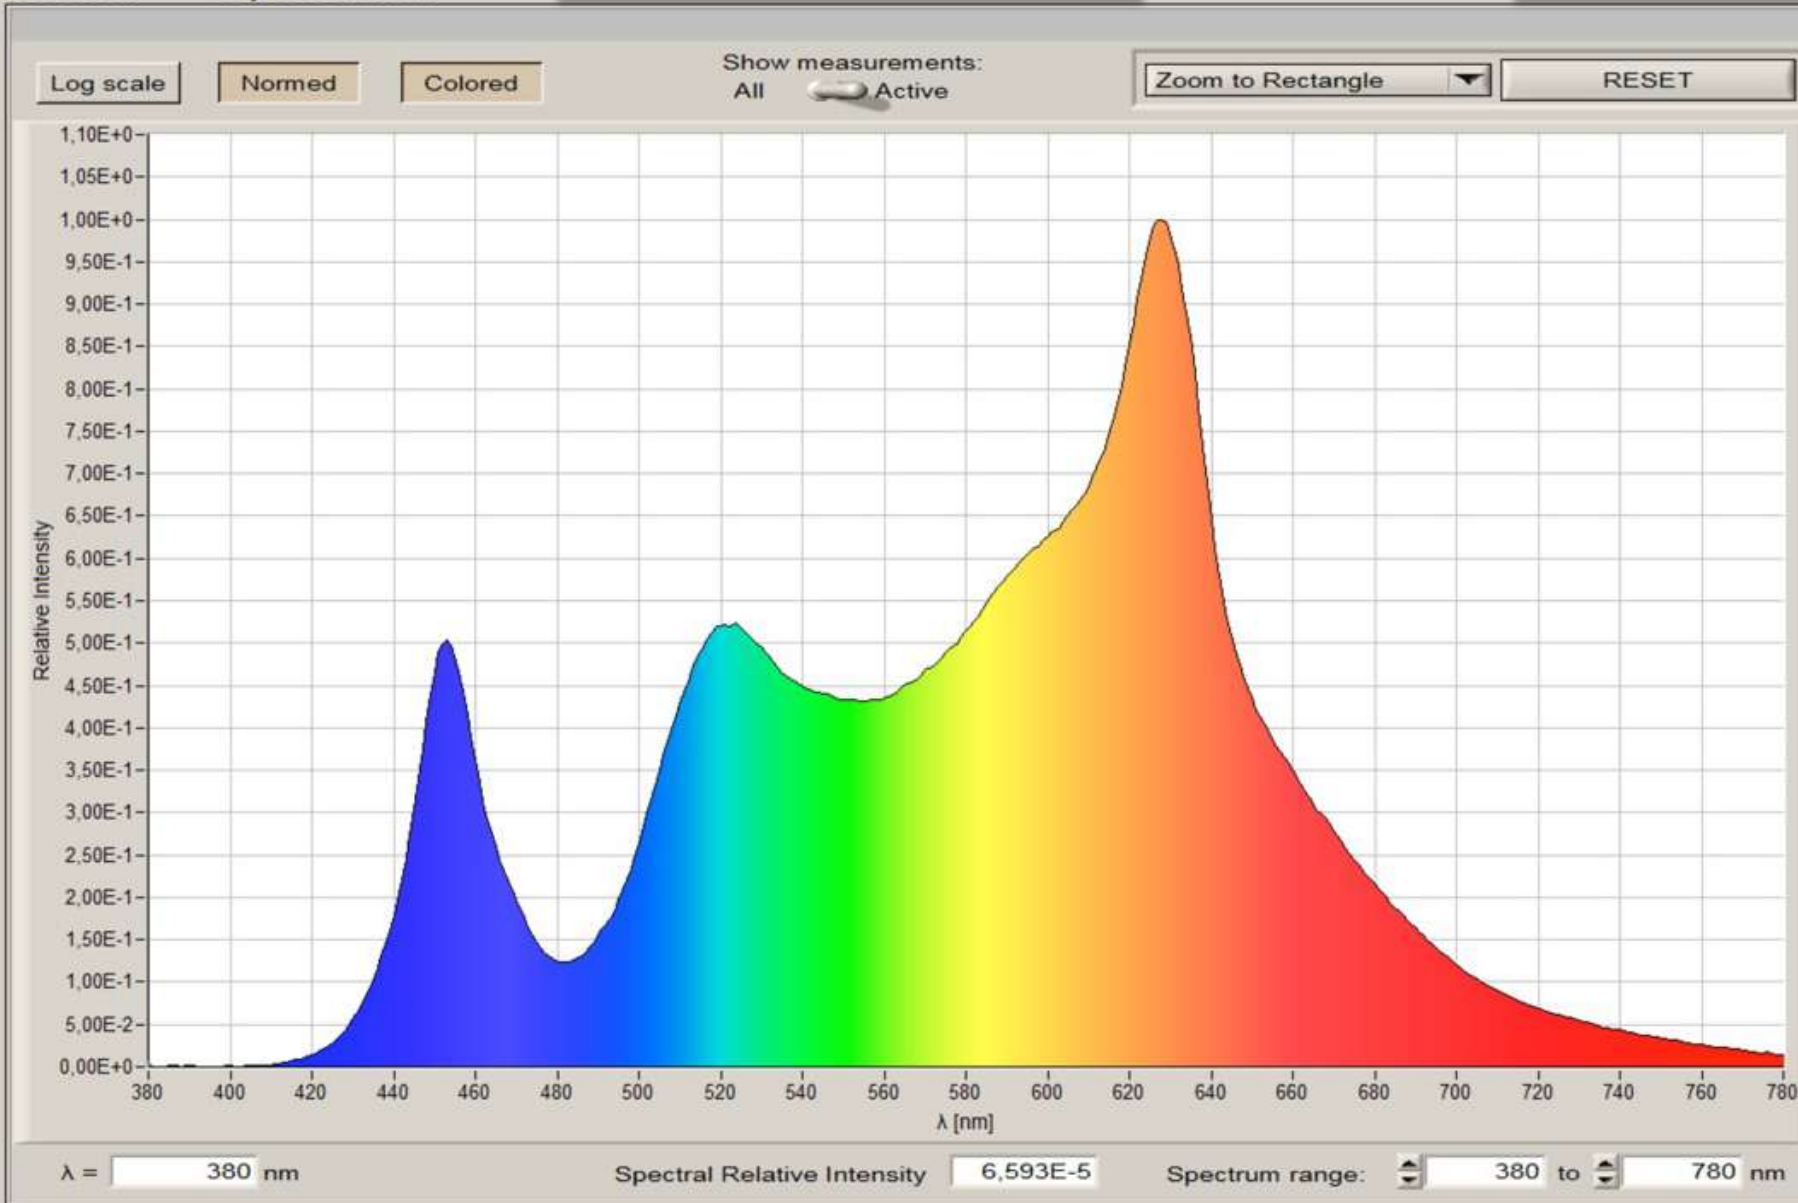 Show measurements:
Log scale Normed Colored All Active Zoom to Rectangle RESET
1,10E+0
1,05E+0
1,00E+0
9,50E-1
9,00E-1
8,50E-1
8,00E-1
7,50E-1
7,00E-1
6,50E-1
6,00E-1
5,50E-1
5,00E-1
4,50E-1
4,00E-1
3,50E-1
3,00E-1
2,50E-1
2,00E-1
1,50E-1
1,00E-1
5,00E-2
0,00E+0
Relative Intensity
380 400 420 440 460 480 500 520 540 560 580 600 620 640 660 680 700 720 740 760 780
λ [nm]
λ = 380 nm Spectral Relative Intensity 6,593E-5 Spectrum range: 380 to 780 nm